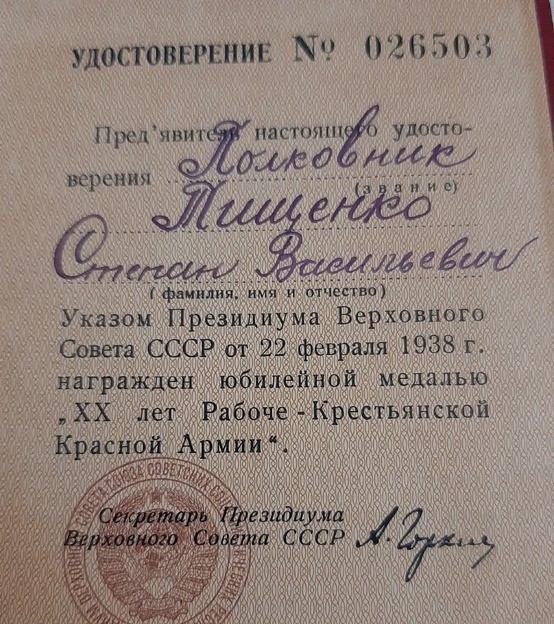 УДОСТОВЕРЕНИЕ № 026503
Пред'явитель настоящего удосто-
верения Полковник
(звание)
Тищенко
Степан Васильевич
(фамилия, имя и отчество)
Указом Президиума Верховного
Совета СССР от 22 февраля 1938 г.
награжден юбилейной медалью
„XX лет Рабоче-Крестьянской
Красной Армии“.
Секретарь Президиума
Верховного Совета СССР А. Горкин